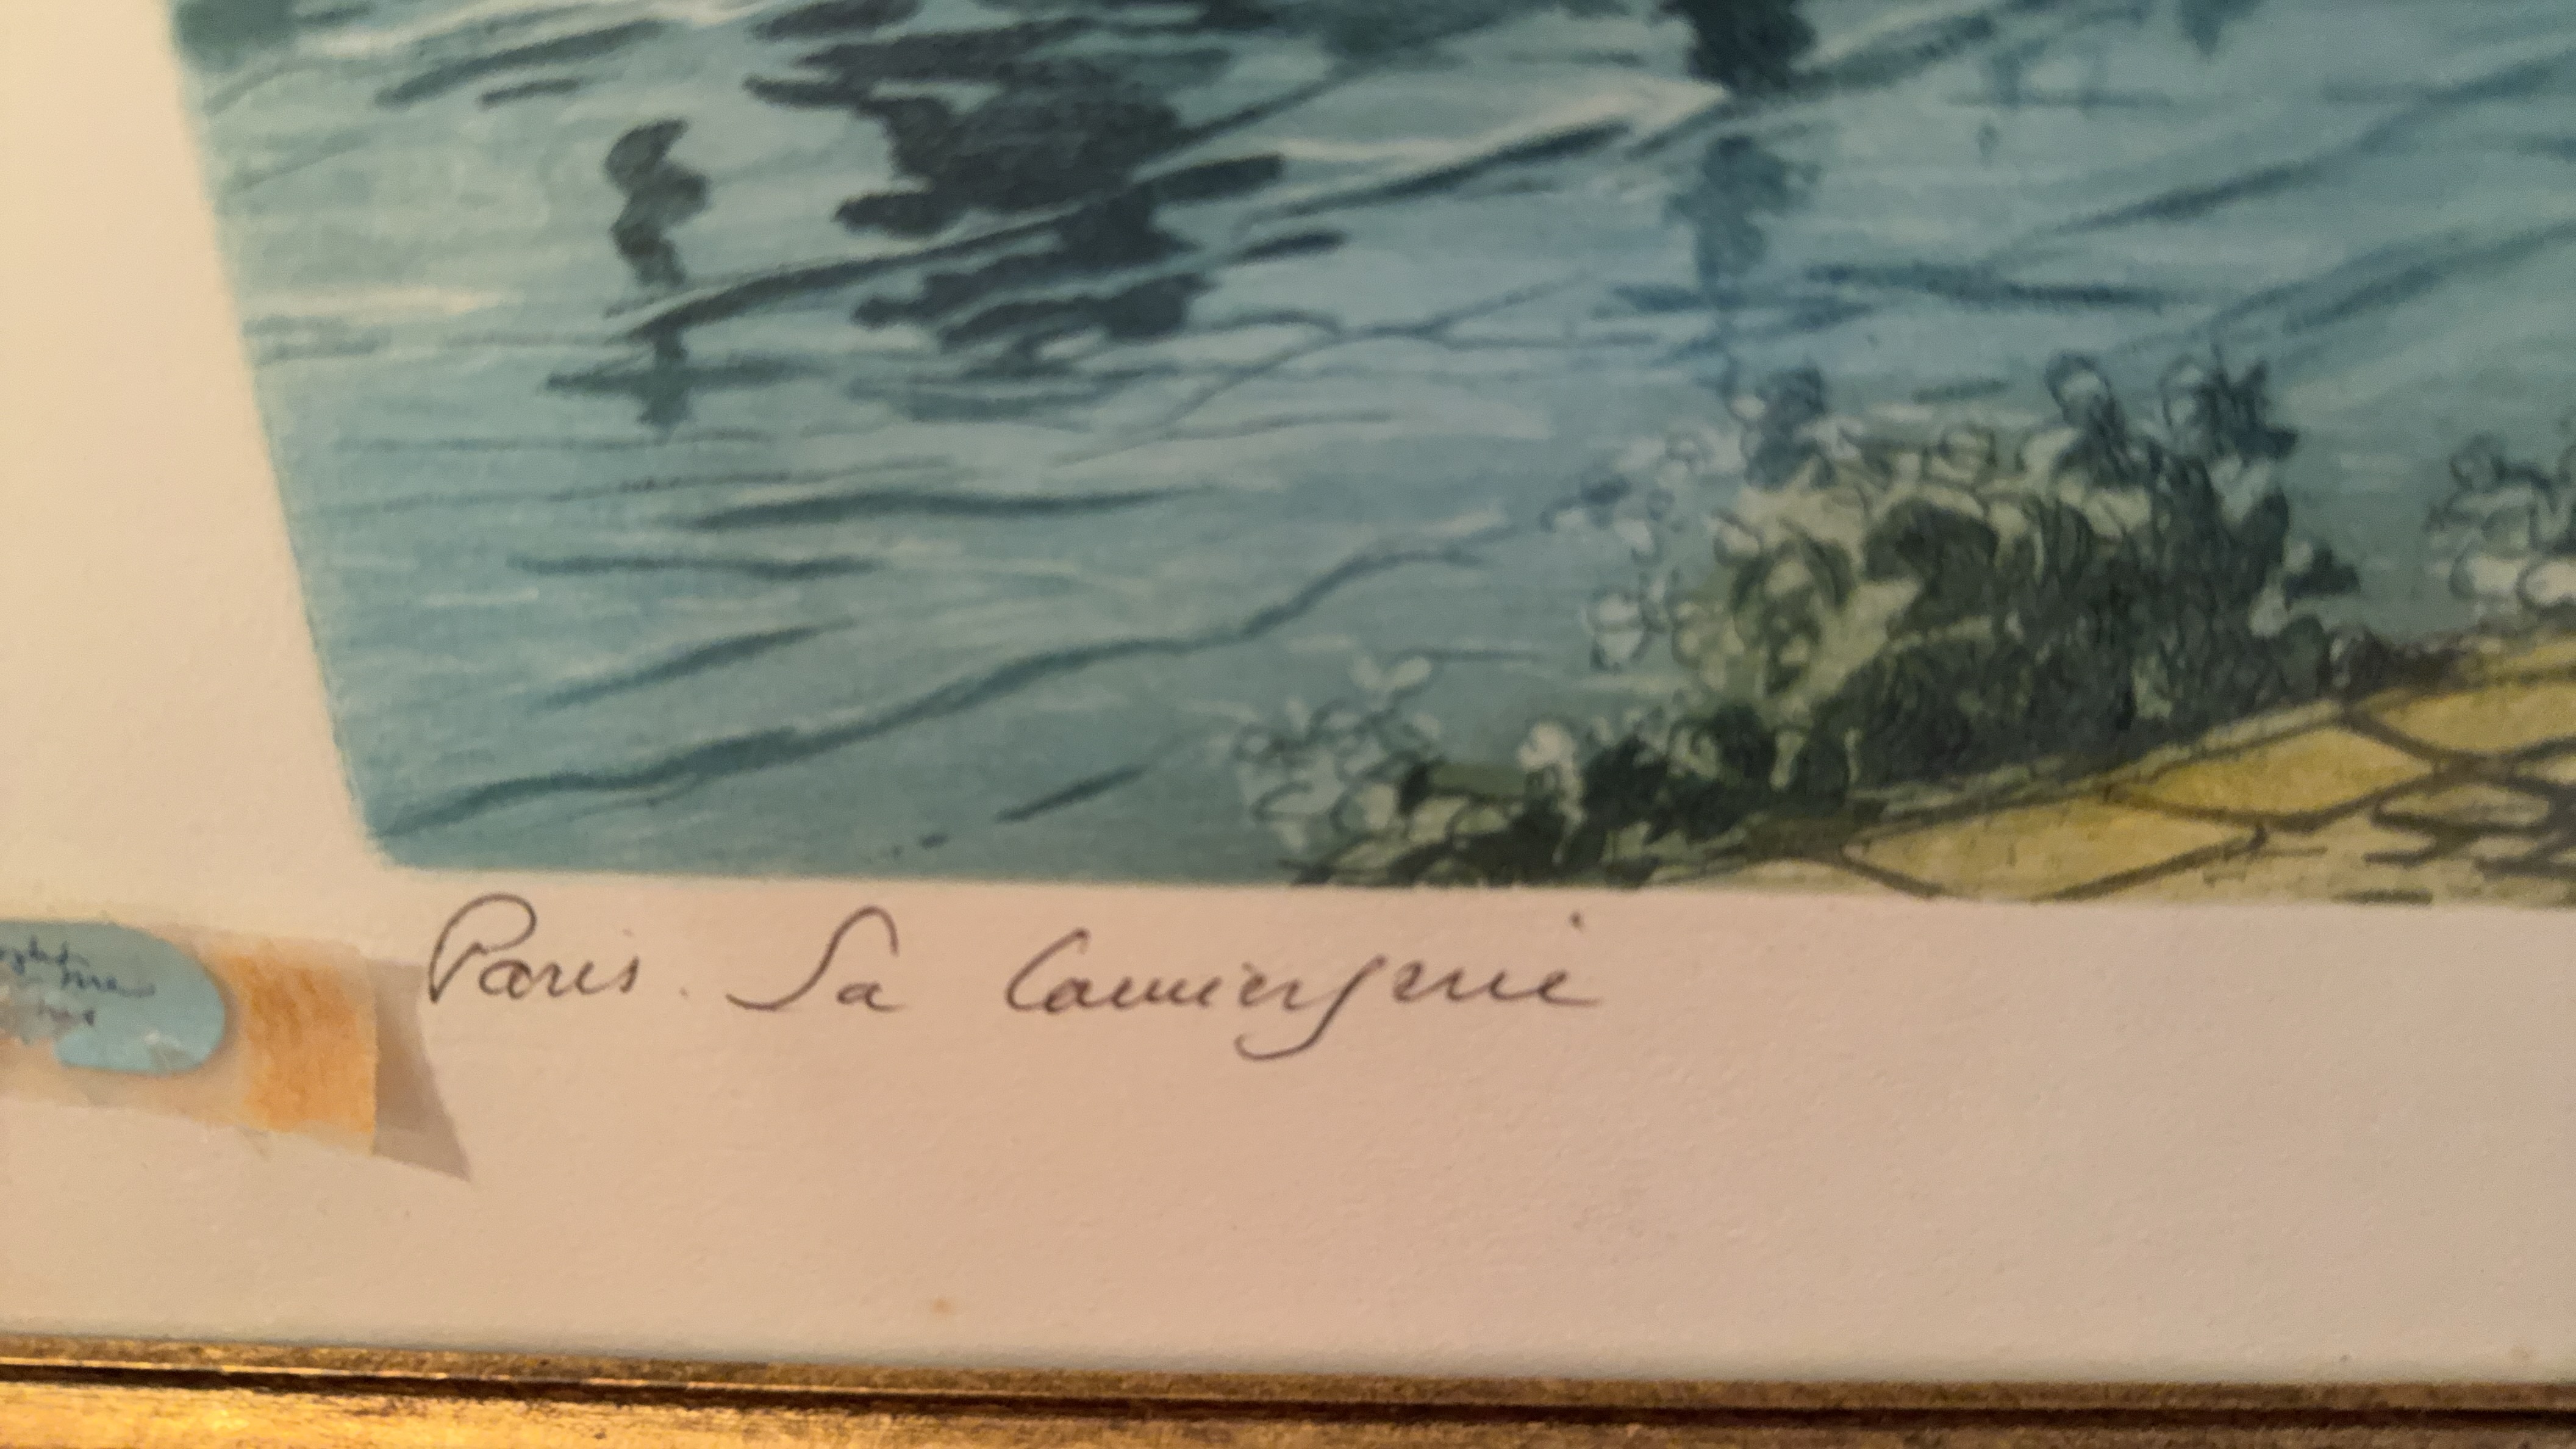 Paris. La Conciergerie